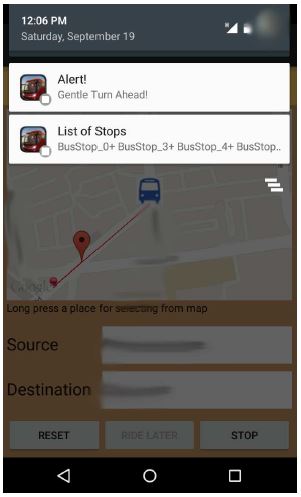 12:06 PM
Saturday, September 19
Alert!
Gentle Turn Ahead!
List of Stops
BusStop_0+ BusStop_3+ BusStop_4+ BusStop..
Google
Long press a place for selecting from map
Source
Destination
RESET RIDE LATER STOP